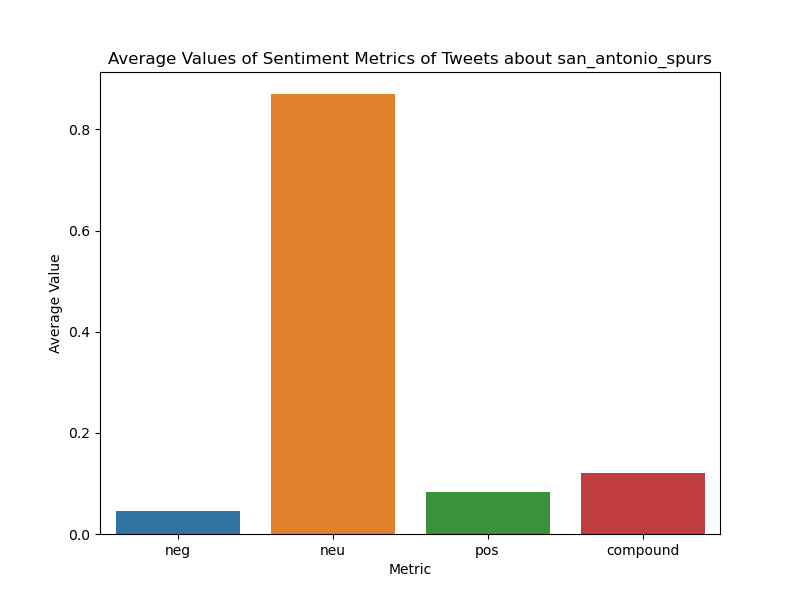 Average Values of Sentiment Metrics of Tweets about san_antonio_spurs
0.8
0.6
0.4
0.2
0.0
Average Value
neg neu pos compound
Metric